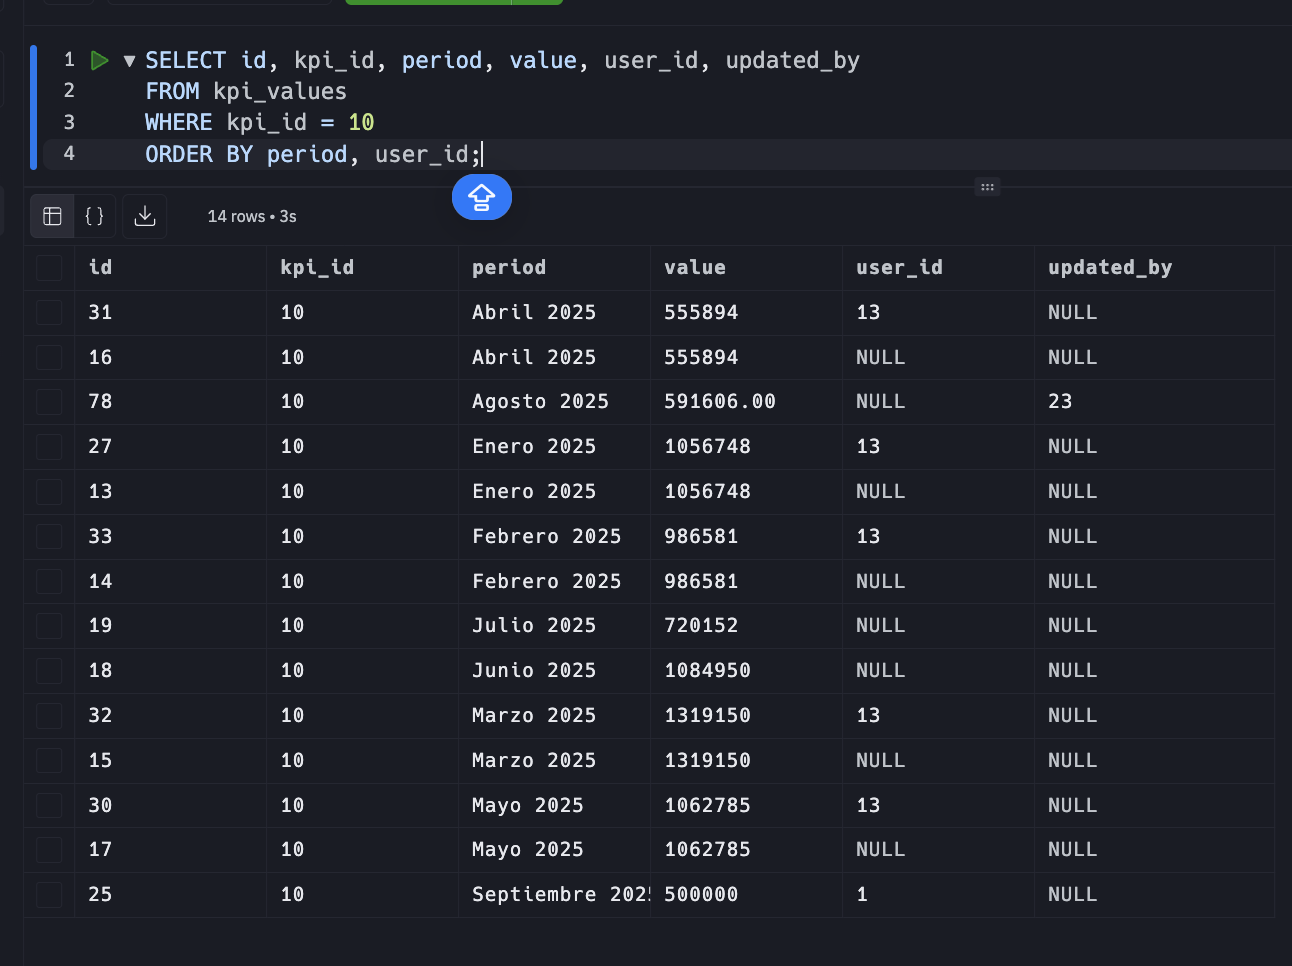 1 SELECT id, kpi_id, period, value, user_id, updated_by
2 FROM kpi_values
3 WHERE kpi_id = 10
4 ORDER BY period, user_id;
{ } 14 rows • 3s
id kpi_id period value user_id updated_by
31 10 Abril 2025 555894 13 NULL
16 10 Abril 2025 555894 NULL NULL
78 10 Agosto 2025 591606.00 NULL 23
27 10 Enero 2025 1056748 13 NULL
13 10 Enero 2025 1056748 NULL NULL
33 10 Febrero 2025 986581 13 NULL
14 10 Febrero 2025 986581 NULL NULL
19 10 Julio 2025 720152 NULL NULL
18 10 Junio 2025 1084950 NULL NULL
32 10 Marzo 2025 1319150 13 NULL
15 10 Marzo 2025 1319150 NULL NULL
30 10 Mayo 2025 1062785 13 NULL
17 10 Mayo 2025 1062785 NULL NULL
25 10 Septiembre 2025 500000 1 NULL